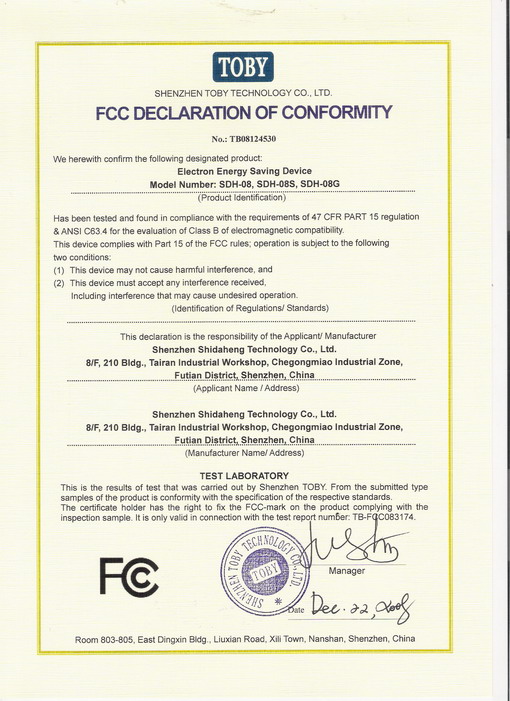 TOBY
SHENZHEN TOBY TECHNOLOGY CO., LTD.
FCC DECLARATION OF CONFORMITY
No.: TB08124530
We herewith confirm the following designated product:
Electron Energy Saving Device
Model Number: SDH-08, SDH-08S, SDH-08G
(Product Identification)
Has been tested and found in compliance with the requirements of 47 CFR PART 15 regulation
& ANSI C63.4 for the evaluation of Class B of electromagnetic compatibility.
This device complies with Part 15 of the FCC rules; operation is subject to the following
two conditions:
(1) This device may not cause harmful interference, and
(2) This device must accept any interference received,
Including interference that may cause undesired operation.
(Identification of Regulations/ Standards)
This declaration is the responsibility of the Applicant/ Manufacturer
Shenzhen Shidaheng Technology Co., Ltd.
8/F, 210 Bldg., Tairan Industrial Workshop, Chegongmiao Industrial Zone,
Futian District, Shenzhen, China
(Applicant Name / Address)
Shenzhen Shidaheng Technology Co., Ltd.
8/F, 210 Bldg., Tairan Industrial Workshop, Chegongmiao Industrial Zone,
Futian District, Shenzhen, China
(Manufacturer Name/ Address)
TEST LABORATORY
This is the results of test that was carried out by Shenzhen TOBY. From the submitted type
samples of the product is conformity with the specification of the respective standards.
The certificate holder has the right to fix the FCC-mark on the product complying with the
inspection sample. It is only valid in connection with the test report number: TB-FCC083174.
SHENZHEN TOBY TECHNOLOGY CO., LTD.
TOBY
FCC
Manager
Date Dec. 22, 2008
Room 803-805, East Dingxin Bldg., Liuxian Road, Xili Town, Nanshan, Shenzhen, China